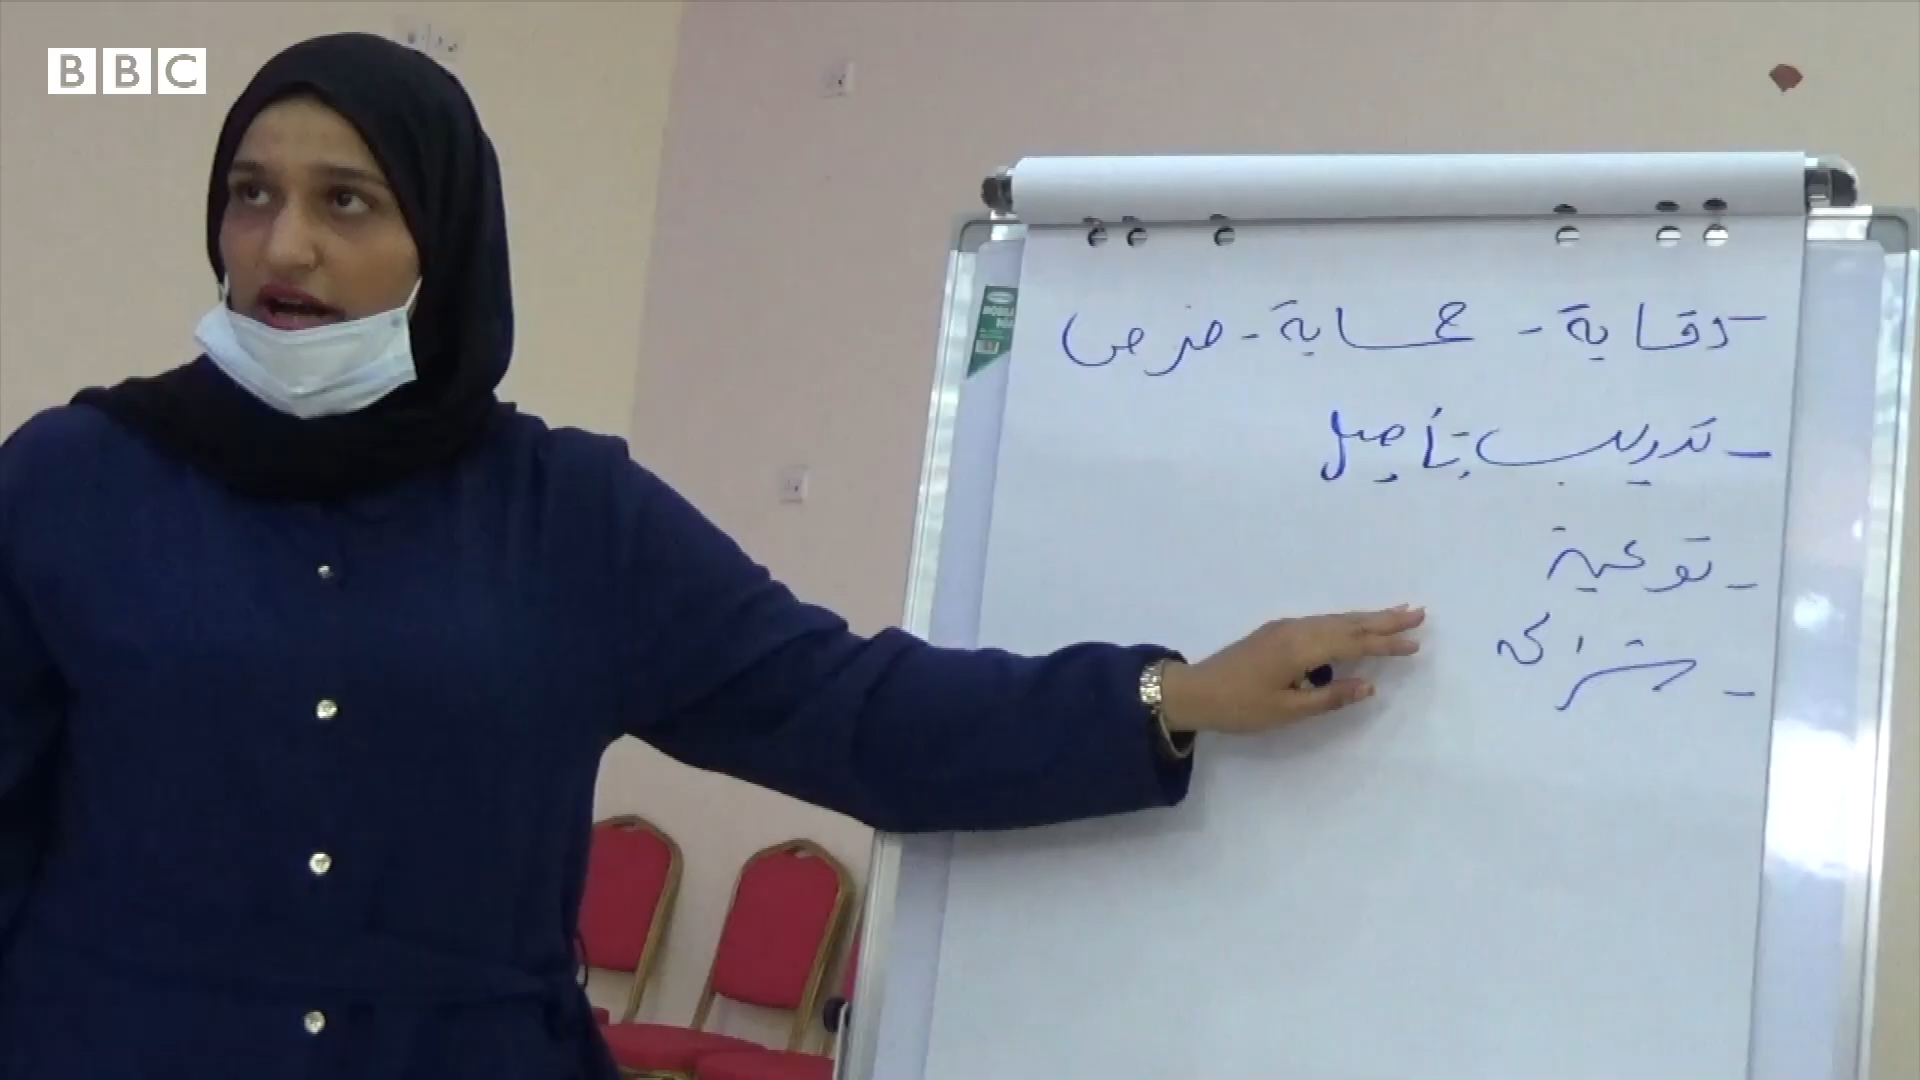 BBC
وقاية - حماية - فرص
- تدريب تأهيل
- توعية
- شراكة